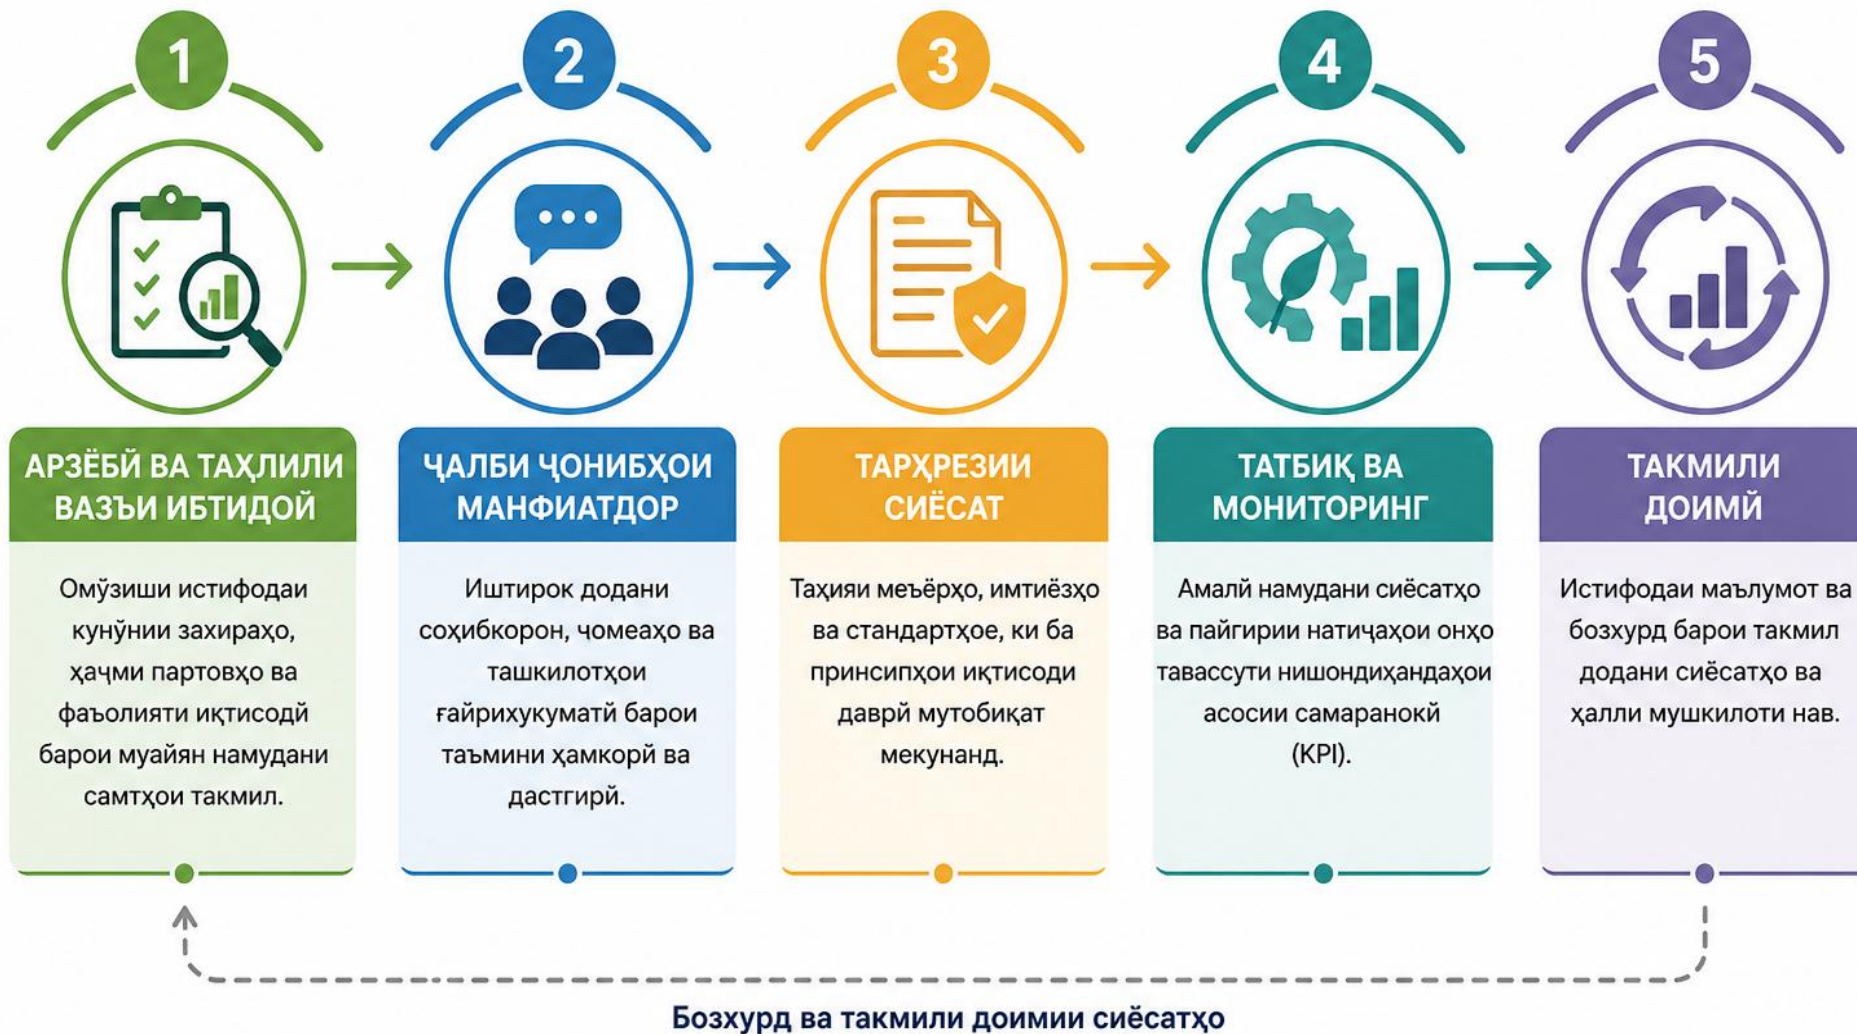 1
АРЗЁБӢ ВА ТАҲЛИЛИ
ВАЗЪИ ИБТИДОӢ
Омӯзиши истифодаи
кунӯнии захираҳо,
ҳаҷми партовҳо ва
фаъолияти иқтисодӣ
барои муайян намудани
самтҳои такмил.
2
ҶАЛБИ ҶОНИБҲОИ
МАНФИАТДОР
Иштирок додани
соҳибкорон, ҷомеаҳо ва
ташкилотҳои
ғайрихукуматӣ барои
таъмини ҳамкорӣ ва
дастгирӣ.
3
ТАРҲРЕЗИИ
СИЁСАТ
Таҳияи меъёрҳо, имтиёзҳо
ва стандартҳое, ки ба
принсипҳои иқтисоди
даврӣ мутобиқат
мекунанд.
4
ТАТБИҚ ВА
МОНИТОРИНГ
Амалӣ намудани сиёсатҳо
ва пайгирии натиҷаҳои онҳо
тавассути нишондиҳандаҳои
асосии самаранокӣ
(KPI).
5
ТАКМИЛИ
ДОИМӢ
Истифодаи маълумот ва
бозхурд барои такмил
додани сиёсатҳо ва
ҳалли мушкилоти нав.
Бозхурд ва такмили доимии сиёсатҳо